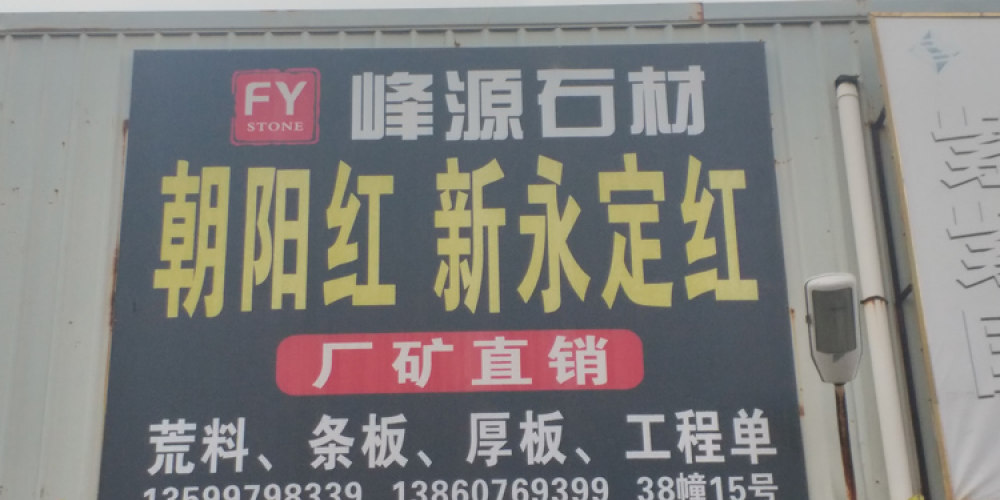 FY
STONE
峰源石材
朝阳红 新永定红
厂矿直销
荒料、条板、厚板、工程单
13599798339 13860769399 38幢15号